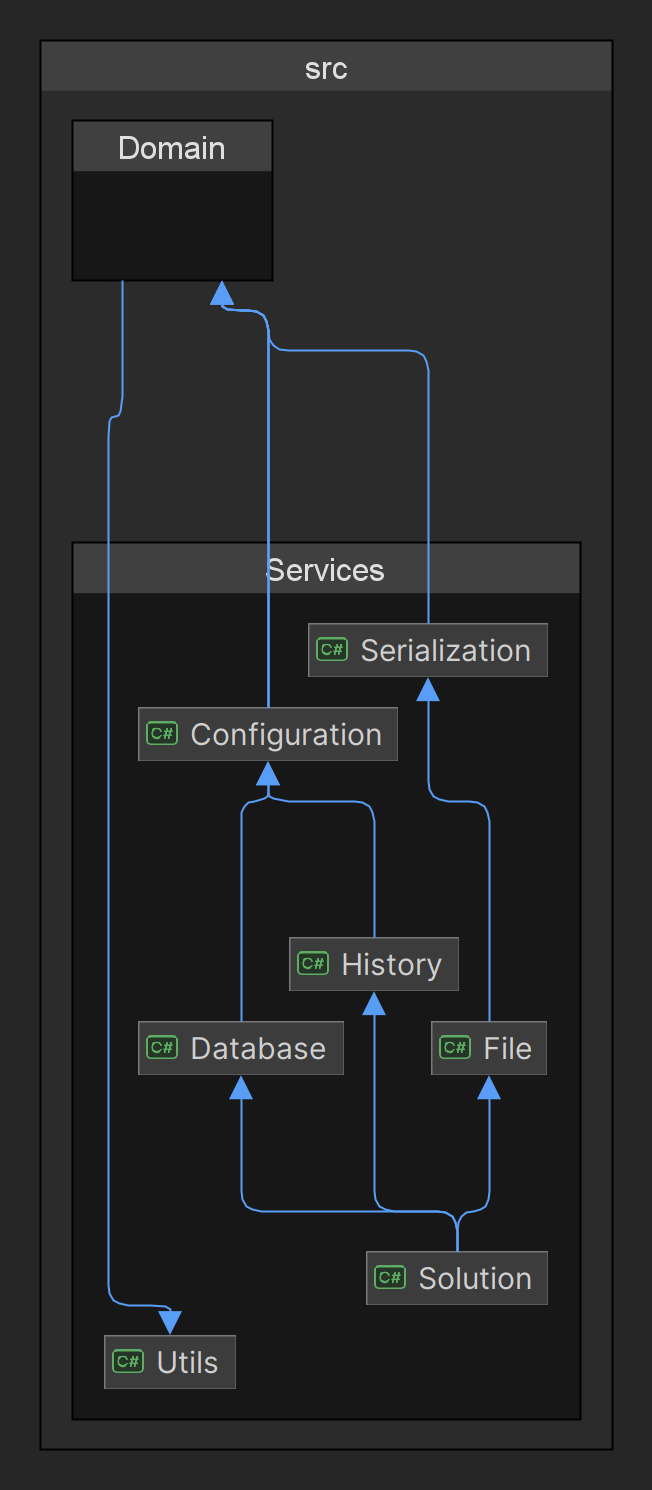 src
Domain
Services
C# Serialization
C# Configuration
C# History
C# Database
C# File
C# Solution
C# Utils